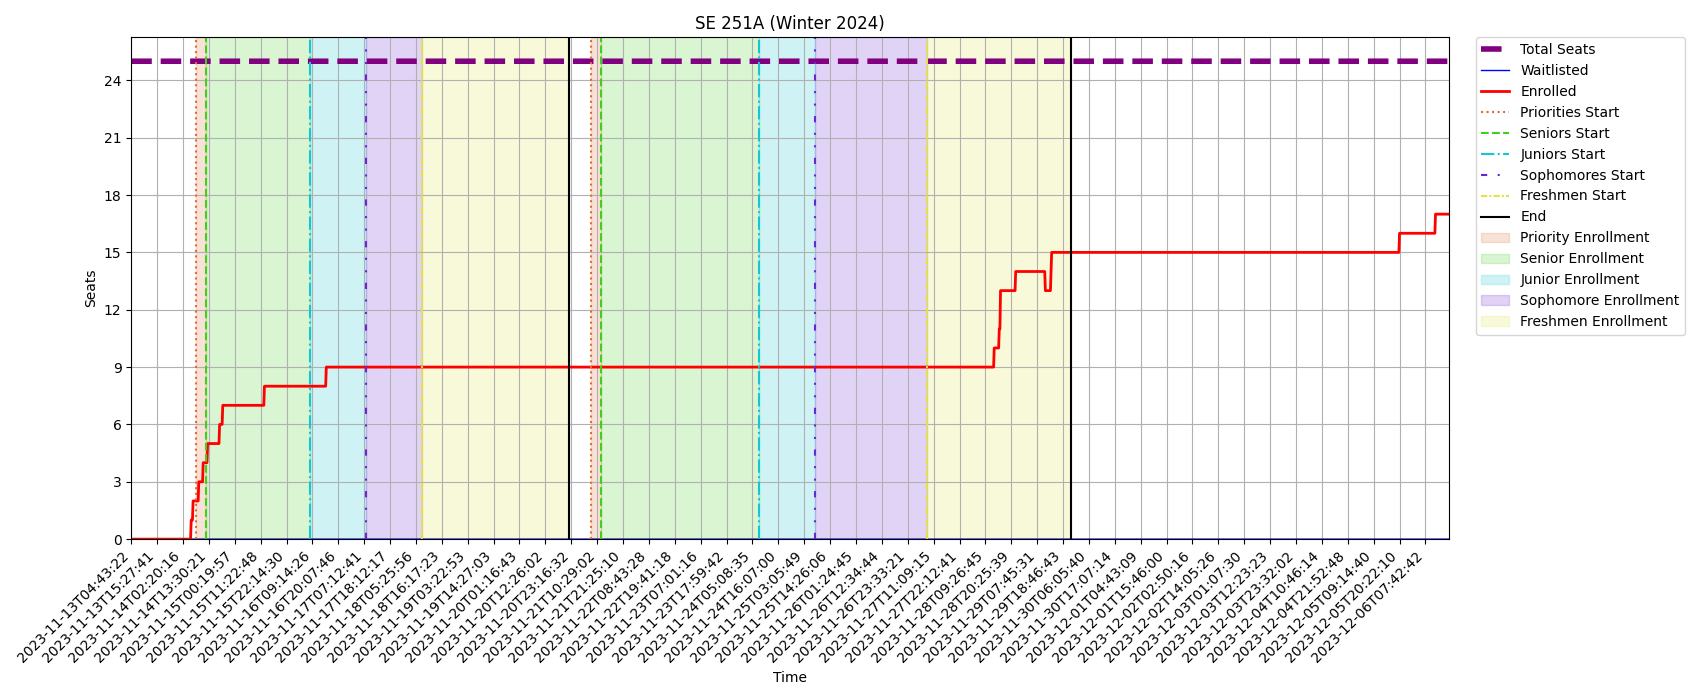 SE 251A (Winter 2024)
Seats
24
21
18
15
12
9
6
3
0
2023-11-13T04:43:22
2023-11-13T15:27:41
2023-11-14T02:20:16
2023-11-14T13:30:21
2023-11-15T00:19:57
2023-11-15T11:22:48
2023-11-15T22:14:30
2023-11-16T09:14:26
2023-11-16T20:07:46
2023-11-17T07:12:41
2023-11-17T18:12:17
2023-11-18T05:25:56
2023-11-18T16:17:23
2023-11-19T03:22:53
2023-11-19T14:27:03
2023-11-20T01:16:43
2023-11-20T12:26:02
2023-11-20T23:16:32
2023-11-21T10:29:02
2023-11-21T21:25:10
2023-11-22T08:43:28
2023-11-22T19:41:18
2023-11-23T07:01:16
2023-11-23T17:59:42
2023-11-24T05:08:35
2023-11-24T16:07:00
2023-11-25T03:05:49
2023-11-25T14:26:06
2023-11-26T01:24:45
2023-11-26T12:34:44
2023-11-26T23:33:21
2023-11-27T11:09:15
2023-11-27T22:12:41
2023-11-28T09:26:45
2023-11-28T20:25:39
2023-11-29T07:45:31
2023-11-29T18:46:43
2023-11-30T06:05:40
2023-11-30T17:07:14
2023-12-01T04:43:09
2023-12-01T15:46:00
2023-12-02T02:50:16
2023-12-02T14:05:26
2023-12-03T01:07:30
2023-12-03T12:23:23
2023-12-03T23:32:02
2023-12-04T10:46:14
2023-12-04T21:52:48
2023-12-05T09:14:40
2023-12-05T20:22:10
2023-12-06T07:42:42
Time
Total Seats
Waitlisted
Enrolled
Priorities Start
Seniors Start
Juniors Start
Sophomores Start
Freshmen Start
End
Priority Enrollment
Senior Enrollment
Junior Enrollment
Sophomore Enrollment
Freshmen Enrollment